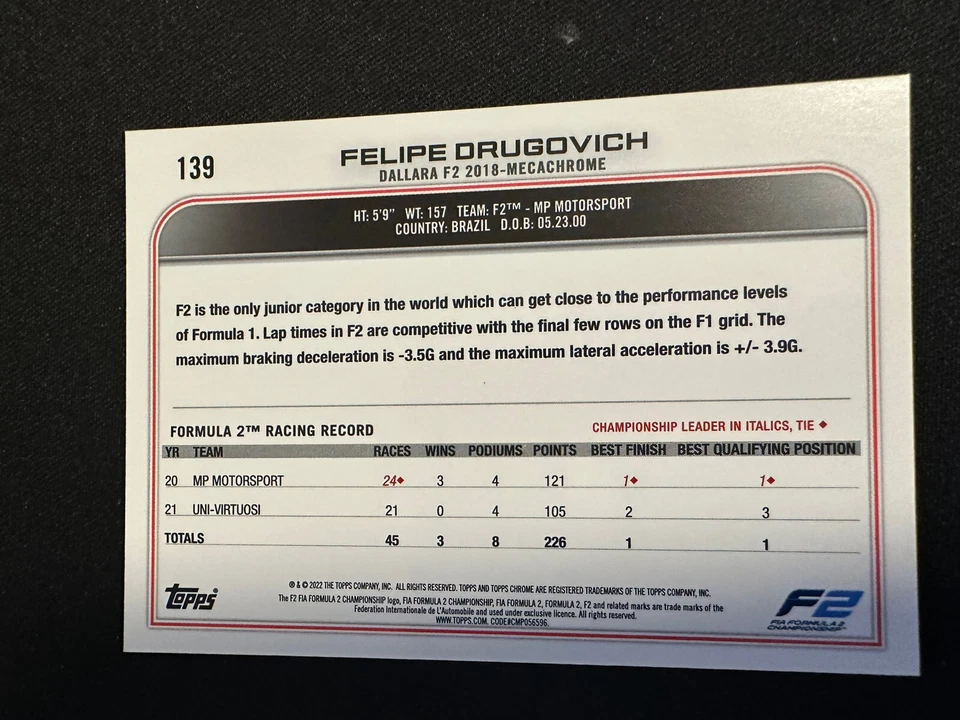 139
FELIPE DRUGOVICH
DALLARA F2 2018-MECACHROME
HT: 5'9" WT: 157 TEAM: F2™ - MP MOTORSPORT
COUNTRY: BRAZIL D.O.B: 05.23.00
F2 is the only junior category in the world which can get close to the performance levels
of Formula 1. Lap times in F2 are competitive with the final few rows on the F1 grid. The
maximum braking deceleration is -3.5G and the maximum lateral acceleration is +/- 3.9G.
FORMULA 2™ RACING RECORD CHAMPIONSHIP LEADER IN ITALICS, TIE ◆
YR TEAM RACES WINS PODIUMS POINTS BEST FINISH BEST QUALIFYING POSITION
20 MP MOTORSPORT 24◆ 3 4 121 1◆ 1◆
21 UNI-VIRTUOSI 21 0 4 105 2 3
TOTALS 45 3 8 226 1 1
topps
® & © 2022 THE TOPPS COMPANY, INC. ALL RIGHTS RESERVED. TOPPS AND TOPPS CHROME ARE REGISTERED TRADEMARKS OF THE TOPPS COMPANY, INC.
The F2 FIA FORMULA 2 CHAMPIONSHIP logo, FIA FORMULA 2 CHAMPIONSHIP, FIA FORMULA 2, FORMULA 2, F2 and related marks are trade marks of the
Federation Internationale de L'Automobile and used under exclusive licence. All rights reserved.
WWW.TOPPS.COM. CODE#CMP056596.
F2
FIA FORMULA 2
CHAMPIONSHIP™